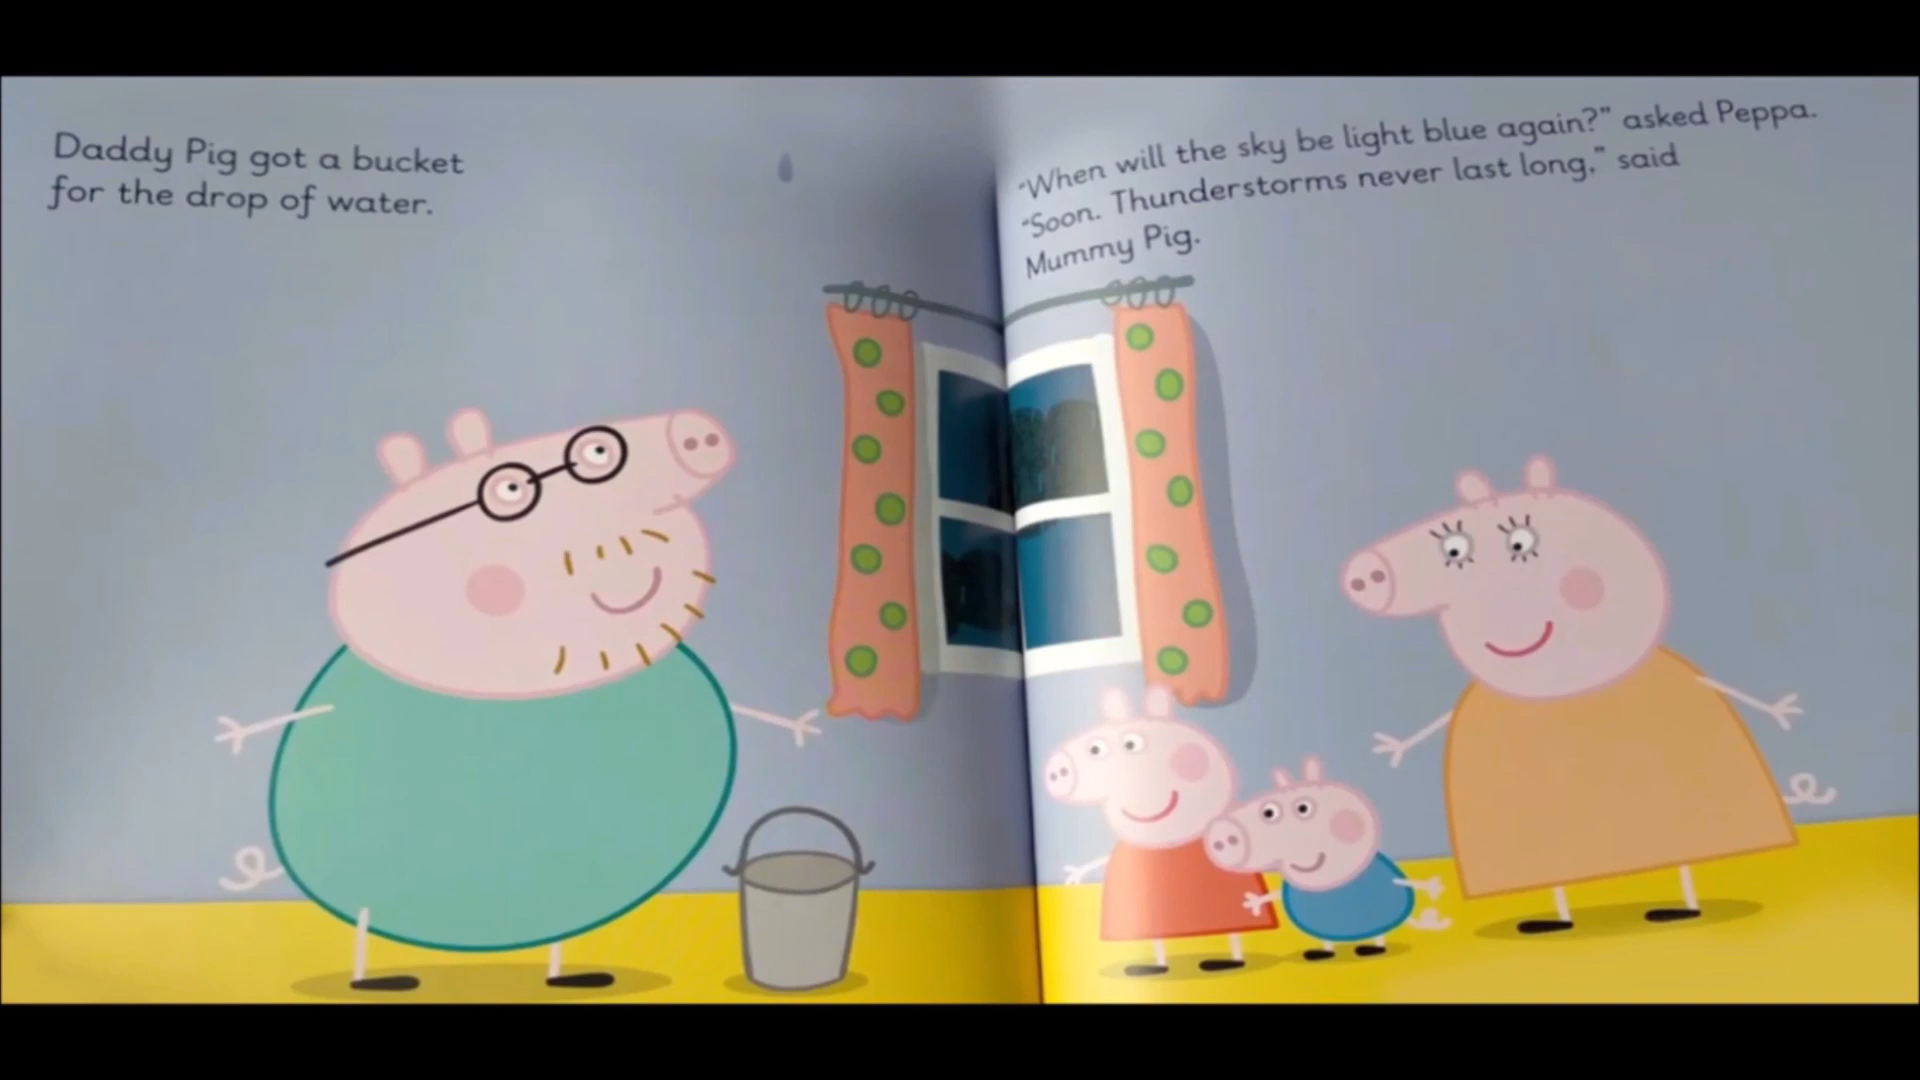 Daddy Pig got a bucket
for the drop of water.
“When will the sky be light blue again?” asked Peppa.
“Soon. Thunderstorms never last long,” said
Mummy Pig.